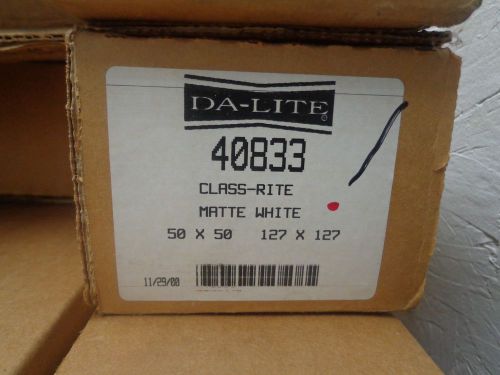 DA-LITE
40833
CLASS-RITE
MATTE WHITE
50 X 50 127 X 127
11/29/00